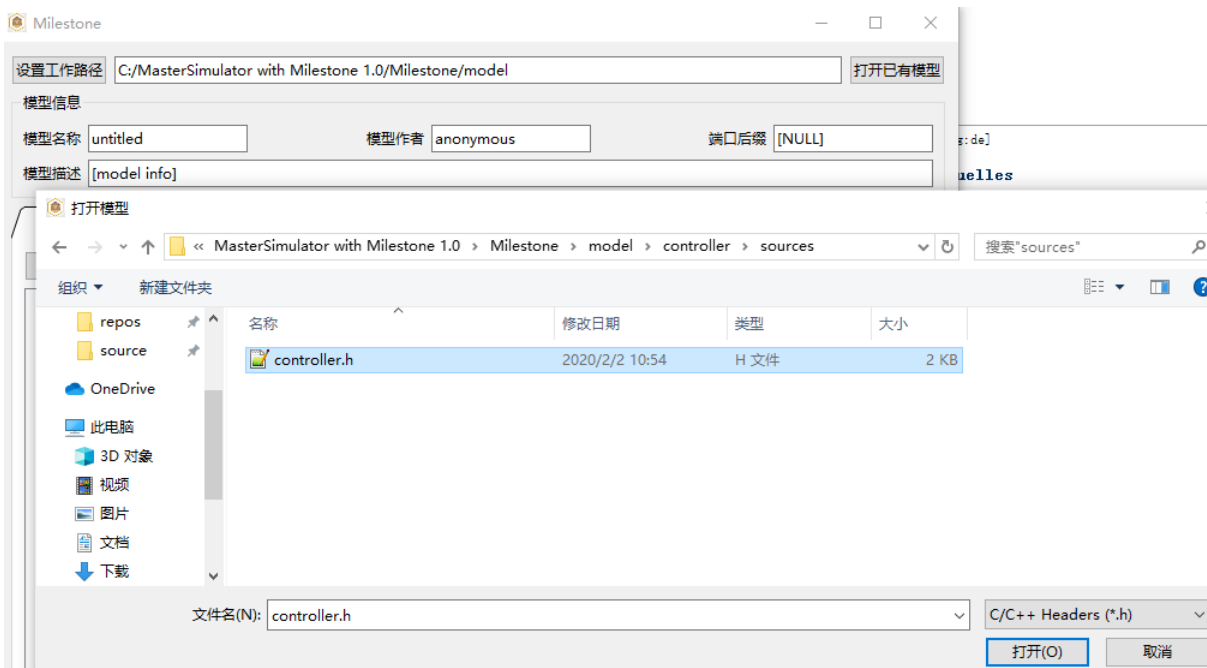 Milestone
设置工作路径 C:/MasterSimulator with Milestone 1.0/Milestone/model 打开已有模型
模型信息
模型名称 untitled 模型作者 anonymous 端口后缀 [NULL]
g:de]
模型描述 [model info]
uelles
打开模型
« MasterSimulator with Milestone 1.0 › Milestone › model › controller › sources 搜索"sources"
组织 新建文件夹
repos 名称 修改日期 类型 大小
source controller.h 2020/2/2 10:54 H 文件 2 KB
OneDrive
此电脑
3D 对象
视频
图片
文档
下载
文件名(N): controller.h C/C++ Headers (*.h)
打开(O) 取消